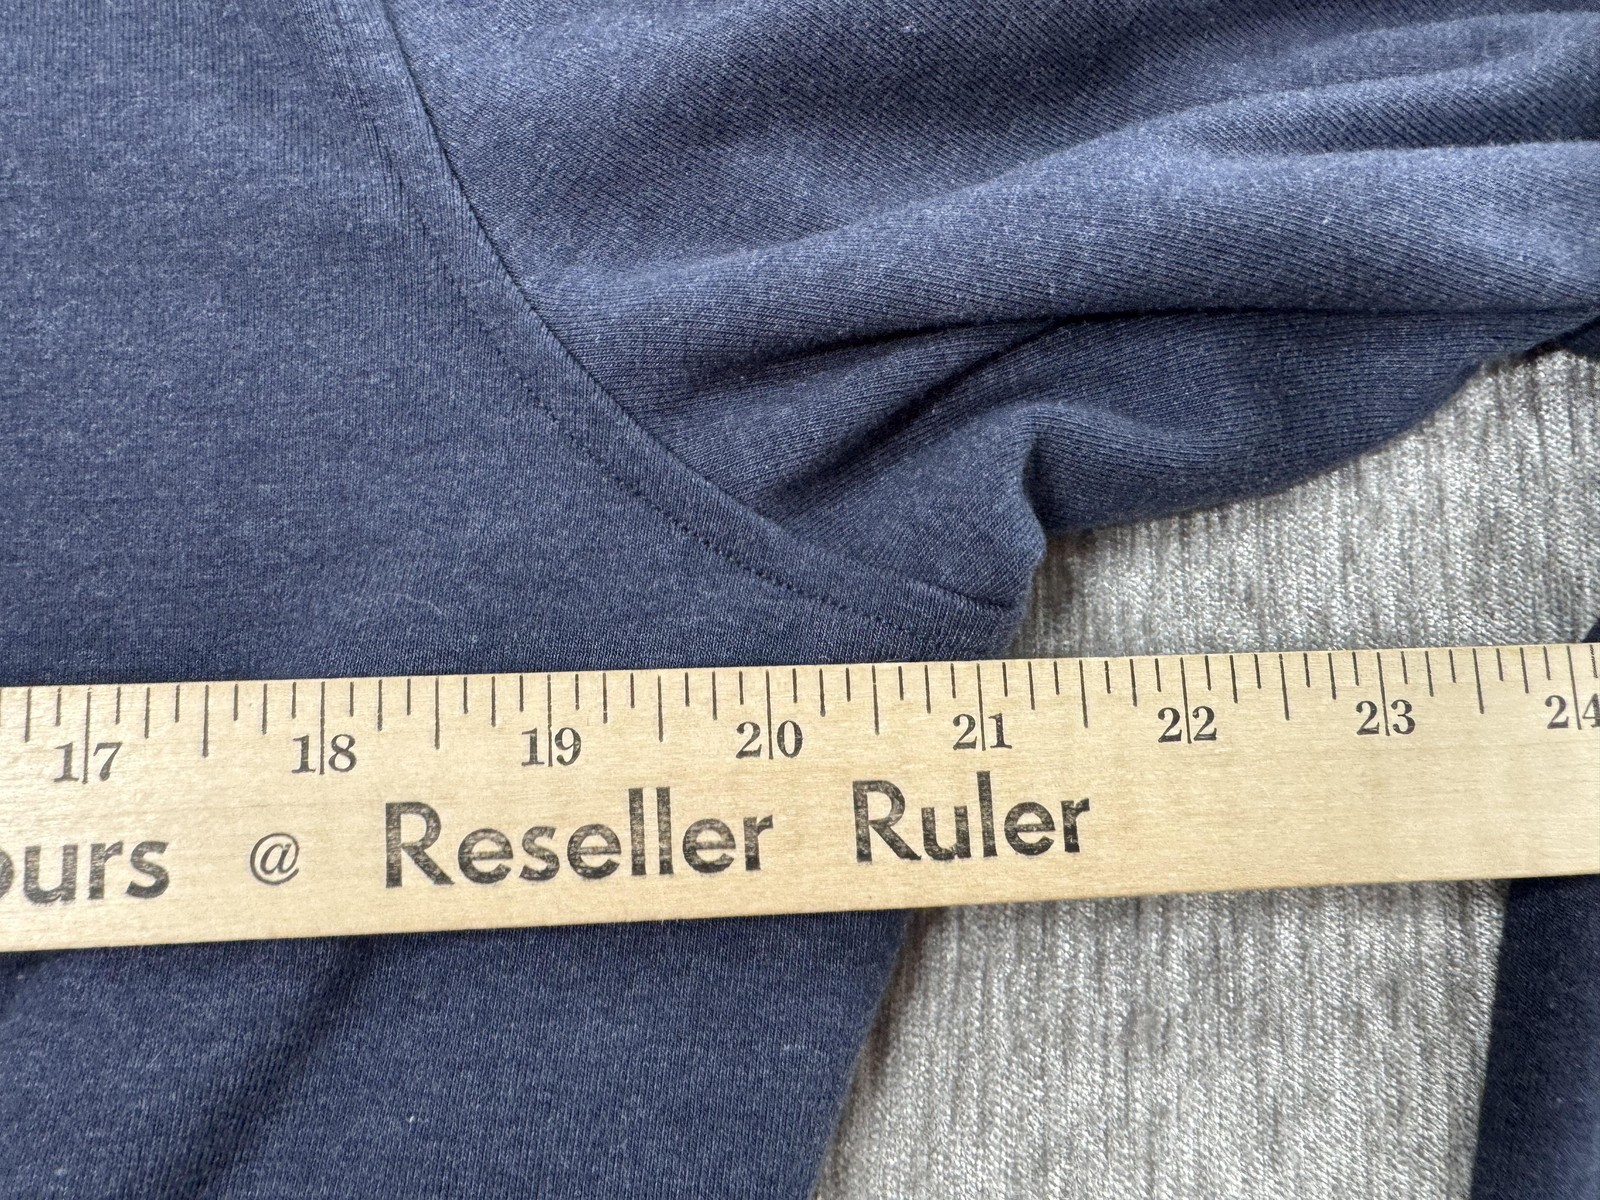 17 18 19 20 21 22 23 24
ours @ Reseller Ruler